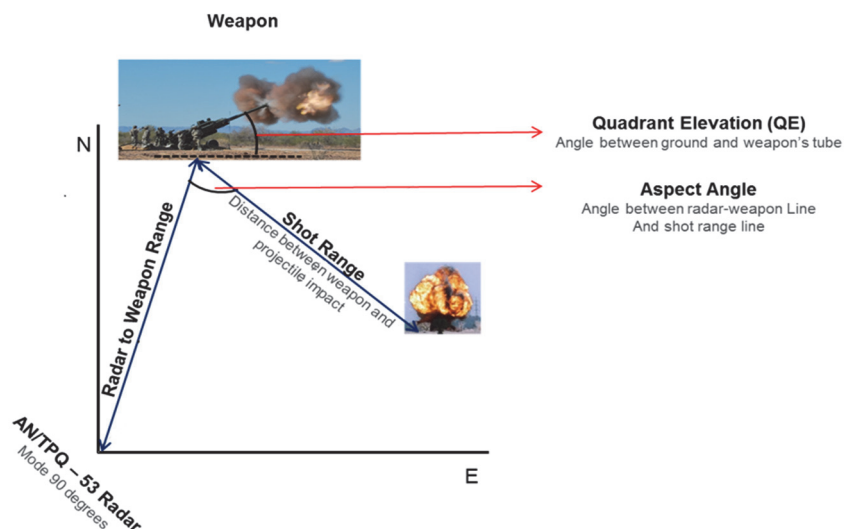 Weapon
N
Quadrant Elevation (QE)
Angle between ground and weapon's tube
Aspect Angle
Angle between radar-weapon Line
And shot range line
Radar to Weapon Range
Shot Range
Distance between weapon and
projectile impact
AN/TPQ – 53 Radar
Mode 90 degrees
E